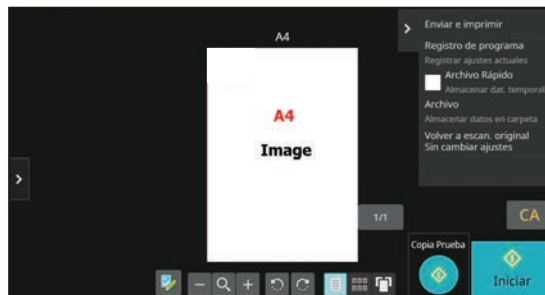 A4
A4
Image
1/1
Enviar e imprimir
Registro de programa
Registrar ajustes actuales
Archivo Rápido
Almacenar dat. temporal
Archivo
Almacenar datos en carpeta
Volver a escan. original
Sin cambiar ajustes
CA
Copia Prueba
Iniciar